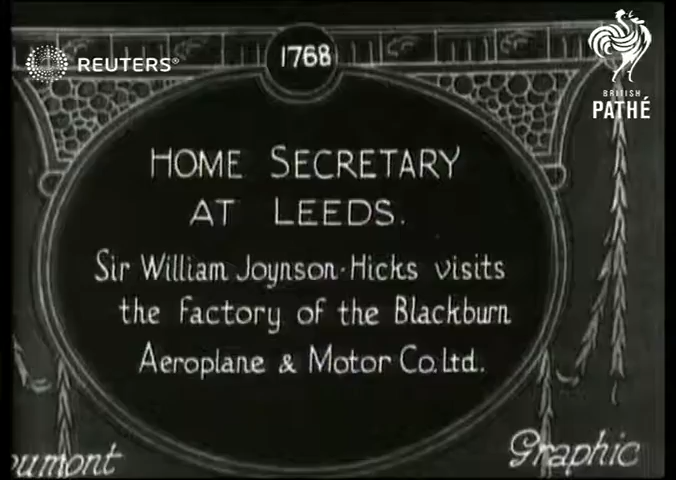 1768
REUTERS
BRITISH
PATHÉ
HOME SECRETARY
AT LEEDS.
Sir William Joynson-Hicks visits
the factory of the Blackburn
Aeroplane & Motor Co. Ltd.
aumont Graphic